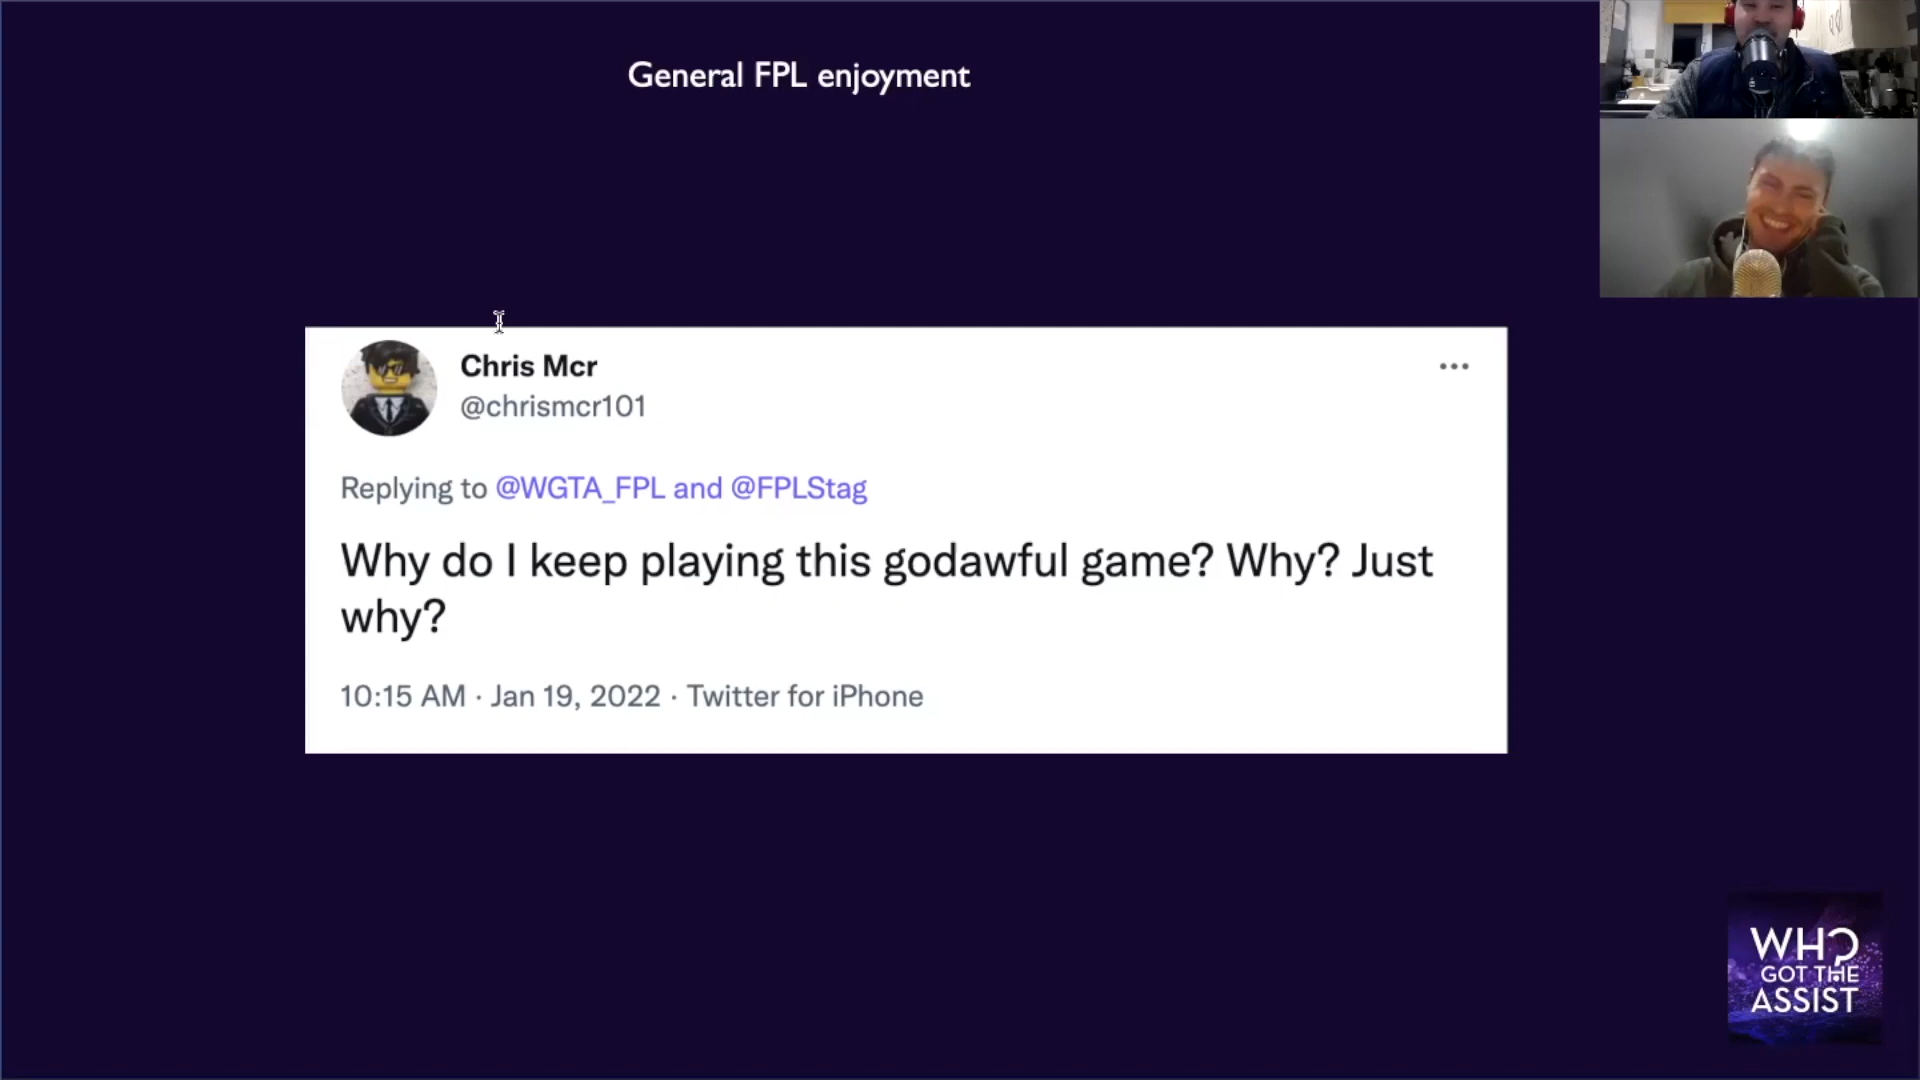 General FPL enjoyment
Chris Mcr
@chrismcr101
Replying to @WGTA_FPL and @FPLStag
Why do I keep playing this godawful game? Why? Just
why?
10:15 AM · Jan 19, 2022 · Twitter for iPhone
WHO
GOT THE
ASSIST